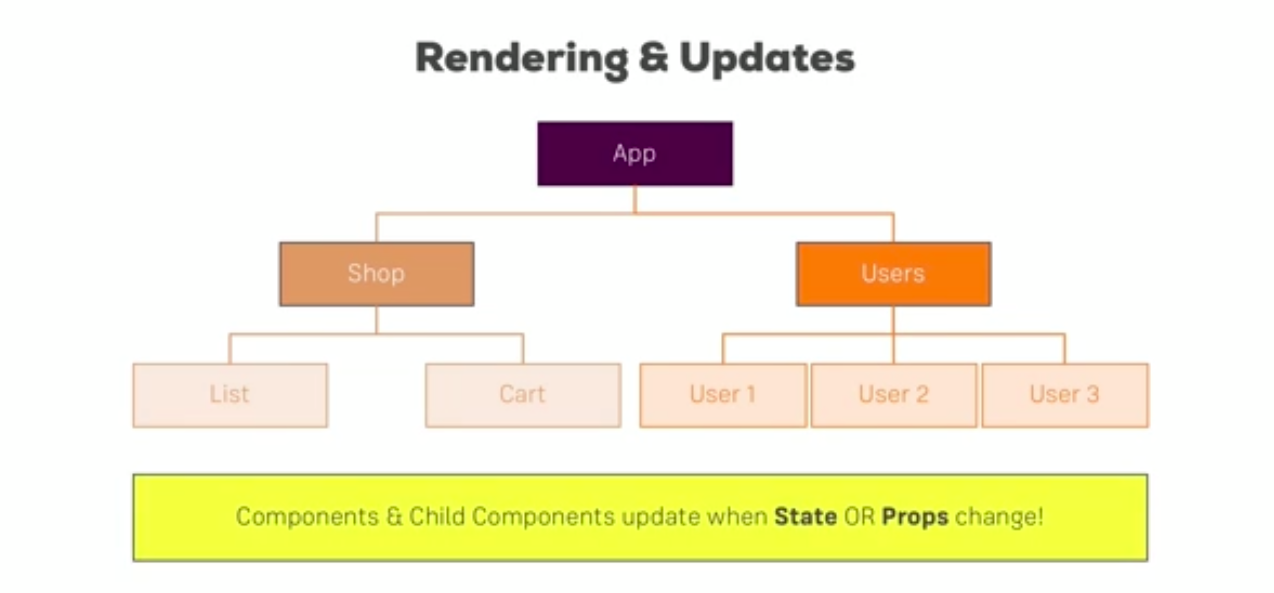 Rendering & Updates
App
Shop
Users
List
Cart
User 1
User 2
User 3
Components & Child Components update when State OR Props change!